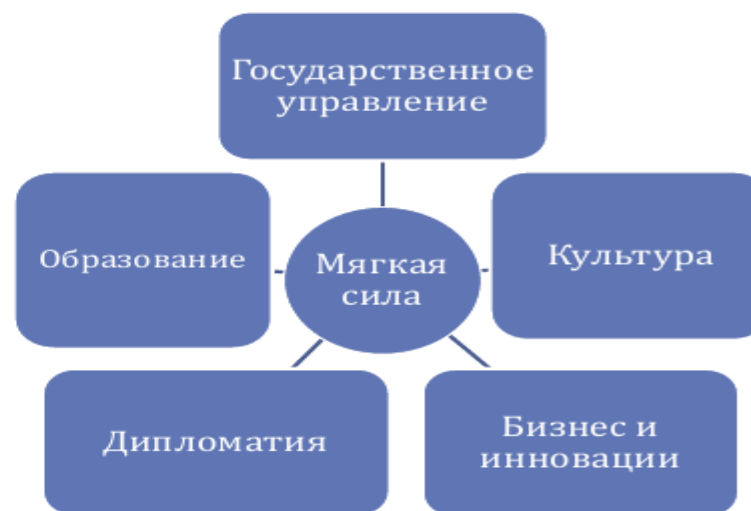 Государственное
управление
Образование
Мягкая
сила
Культура
Дипломатия
Бизнес и
инновации